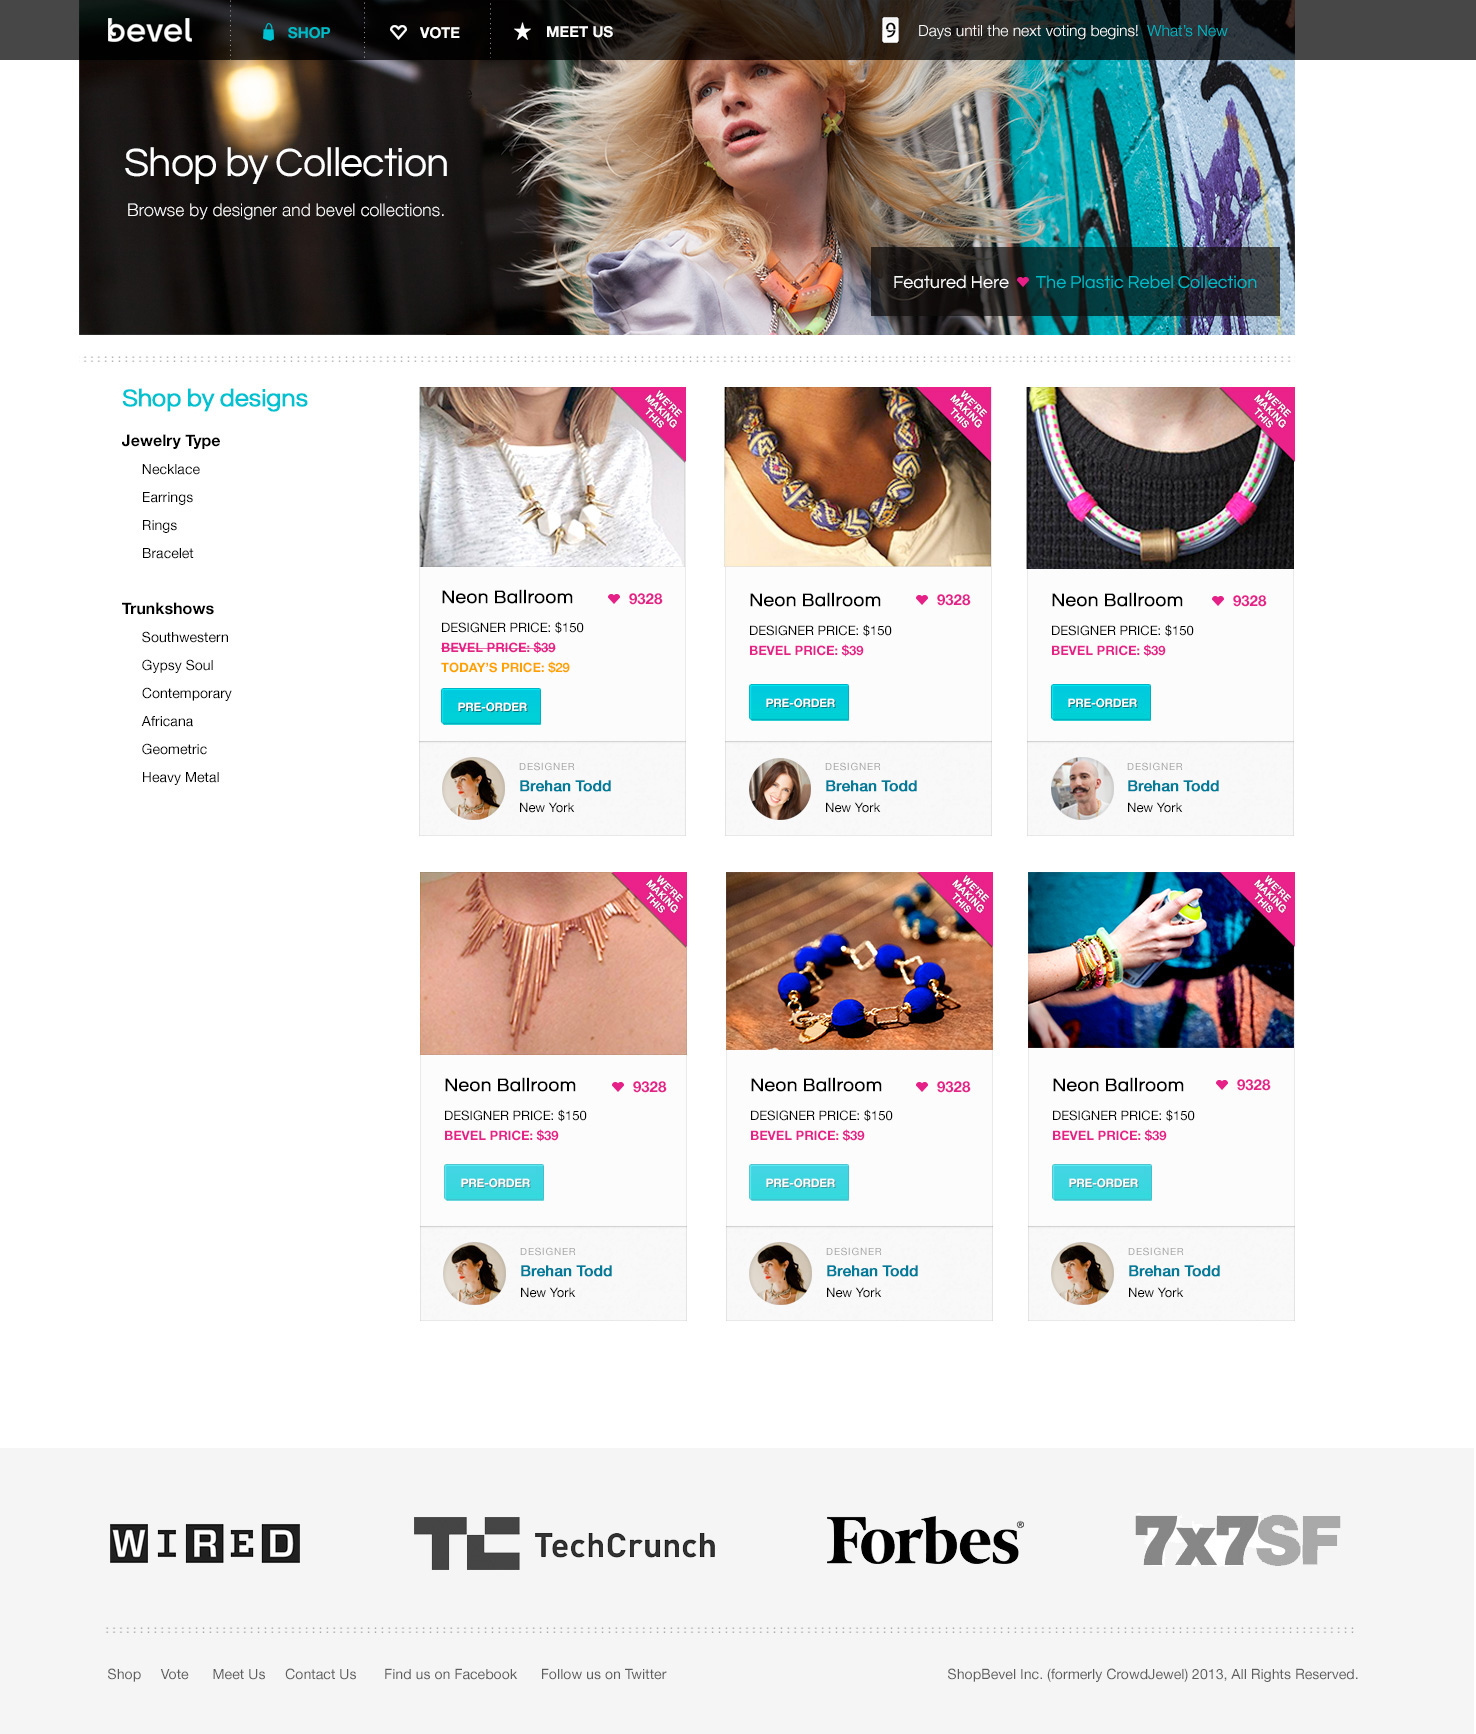 bevel
SHOP
VOTE
MEET US
9
Days until the next voting begins! What's New
Shop by Collection
Browse by designer and bevel collections.
Featured Here The Plastic Rebel Collection
Shop by designs
Jewelry Type
Necklace
Earrings
Rings
Bracelet
Trunkshows
Southwestern
Gypsy Soul
Contemporary
Africana
Geometric
Heavy Metal
WE'RE
MAKING
THIS
Neon Ballroom 9328
DESIGNER PRICE: $150
BEVEL PRICE: $39
TODAY'S PRICE: $29
PRE-ORDER
DESIGNER
Brehan Todd
New York
WE'RE
MAKING
THIS
Neon Ballroom 9328
DESIGNER PRICE: $150
BEVEL PRICE: $39
PRE-ORDER
DESIGNER
Brehan Todd
New York
WE'RE
MAKING
THIS
Neon Ballroom 9328
DESIGNER PRICE: $150
BEVEL PRICE: $39
PRE-ORDER
DESIGNER
Brehan Todd
New York
WE'RE
MAKING
THIS
Neon Ballroom 9328
DESIGNER PRICE: $150
BEVEL PRICE: $39
PRE-ORDER
DESIGNER
Brehan Todd
New York
WE'RE
MAKING
THIS
Neon Ballroom 9328
DESIGNER PRICE: $150
BEVEL PRICE: $39
PRE-ORDER
DESIGNER
Brehan Todd
New York
WE'RE
MAKING
THIS
Neon Ballroom 9328
DESIGNER PRICE: $150
BEVEL PRICE: $39
PRE-ORDER
DESIGNER
Brehan Todd
New York
WIRED
TC TechCrunch
Forbes®
7x7SF
Shop Vote Meet Us Contact Us Find us on Facebook Follow us on Twitter
ShopBevel Inc. (formerly CrowdJewel) 2013, All Rights Reserved.